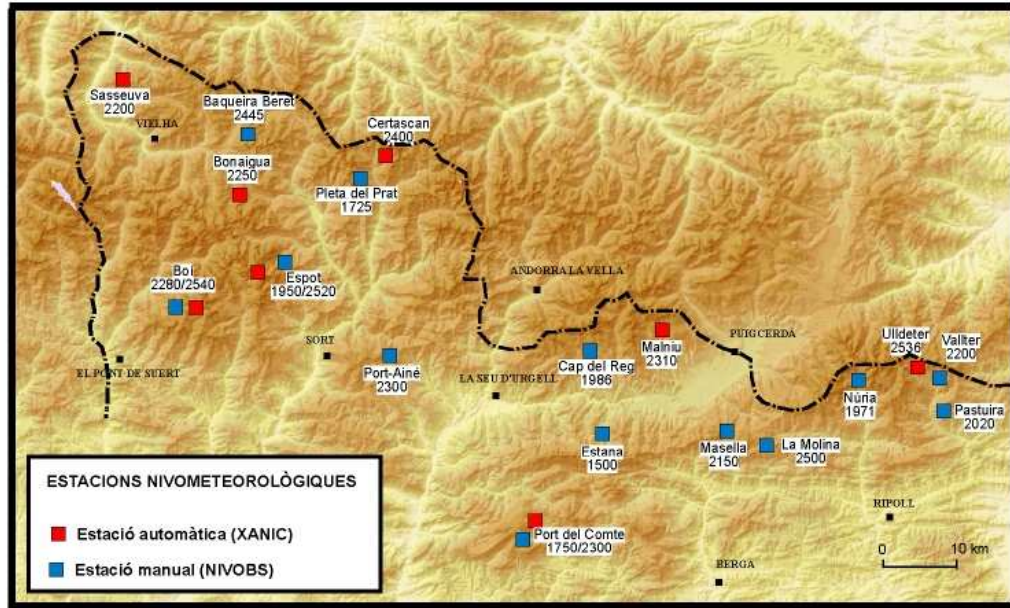 Sasseuva
2200
VIELHA
Baqueira Beret
2445
Certascan
2400
Bonaigua
2250
Pleta del Prat
1725
Boí
2280/2540
Espot
1950/2520
ANDORRA LA VELLA
SORT
EL PONT DE SUERT
Port-Ainé
2300
LA SEU D'URGELL
Cap del Reg
1986
Malniu
2310
PUIGCERDA
Ulldeter
2536
Vallter
2200
Núria
1971
Pastuira
2020
Estana
1500
Masella
2150
La Molina
2500
Port del Comte
1750/2300
RIPOLL
BERGA
0 10 km
ESTACIONS NIVOMETEOROLÒGIQUES
Estació automàtica (XANIC)
Estació manual (NIVOBS)